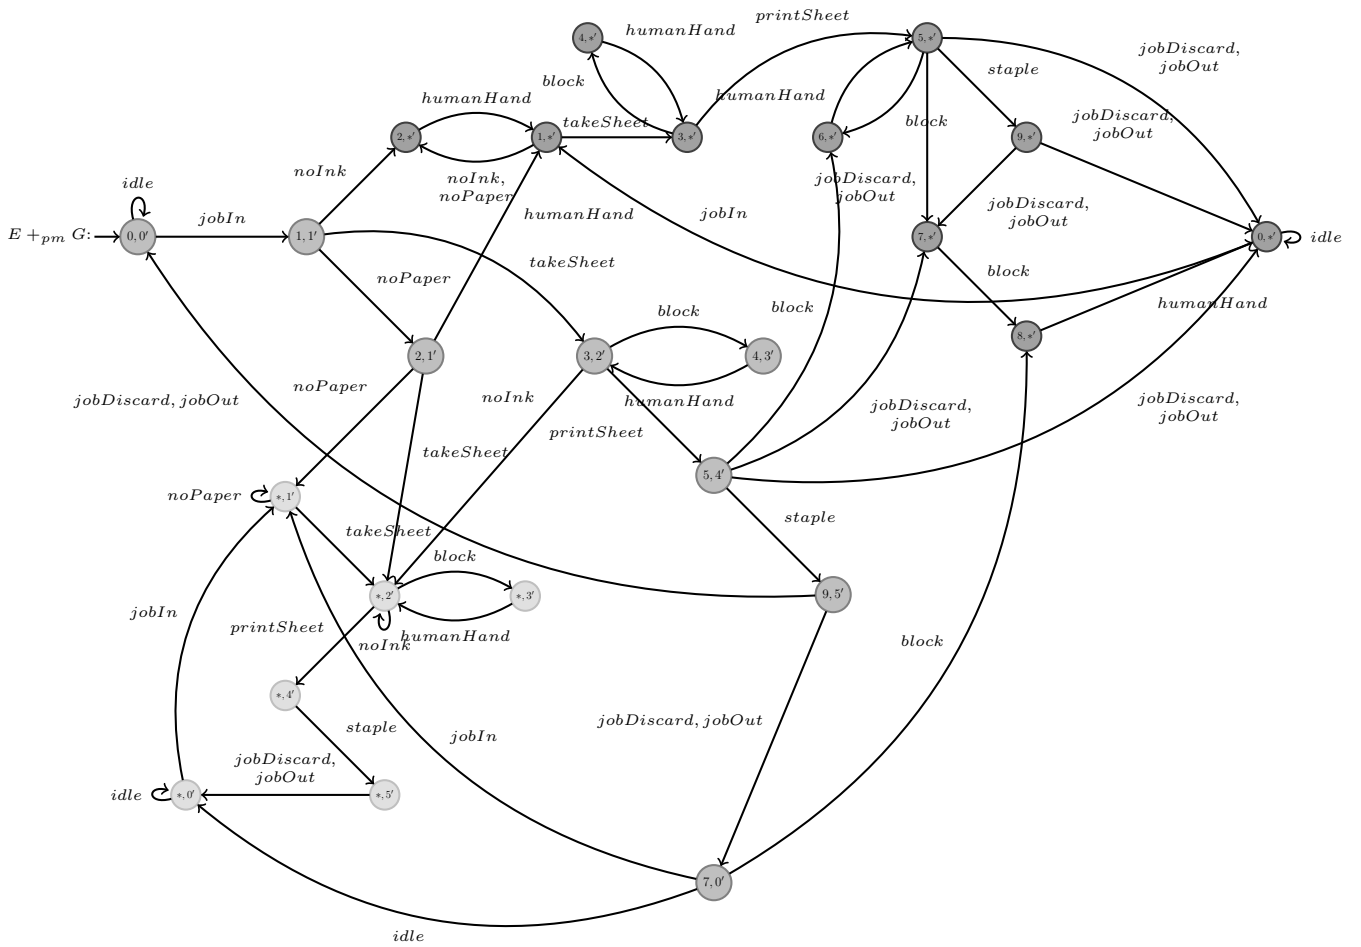 printSheet
4, *′
humanHand
5, *′
jobDiscard,
jobOut
staple
block
humanHand
humanHand
takeSheet
2, *′
1, *′
3, *′
6, *′
block
9, *′
jobDiscard,
jobOut
noInk
idle
noInk,
noPaper
jobDiscard,
jobOut
jobDiscard,
jobOut
humanHand
jobIn
jobIn
E +pm G:
0, 0′
1, 1′
7, *′
0, *′
idle
noPaper
takeSheet
block
block
block
humanHand
8, *′
2, 1′
3, 2′
4, 3′
noPaper
jobDiscard, jobOut
noInk
humanHand
jobDiscard,
jobOut
jobDiscard,
jobOut
printSheet
takeSheet
5, 4′
noPaper
*, 1′
staple
takeSheet
block
*, 2′
*, 3′
9, 5′
jobIn
printSheet
humanHand
noInk
block
*, 4′
staple
jobDiscard, jobOut
jobIn
jobDiscard,
jobOut
idle
*, 0′
*, 5′
7, 0′
idle